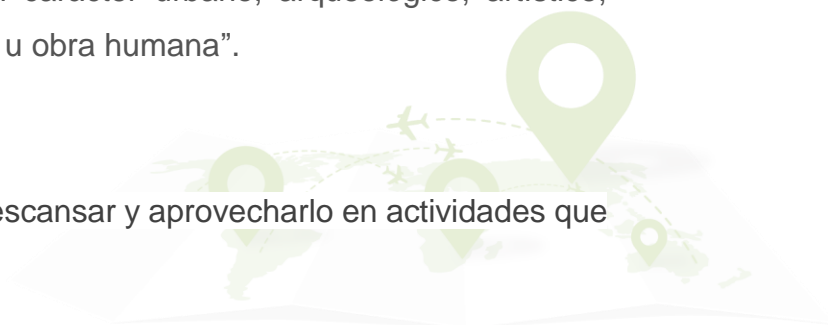 carácter urbano, arqueológico, artístico,
u obra humana".
escansar y aprovecharlo en actividades que